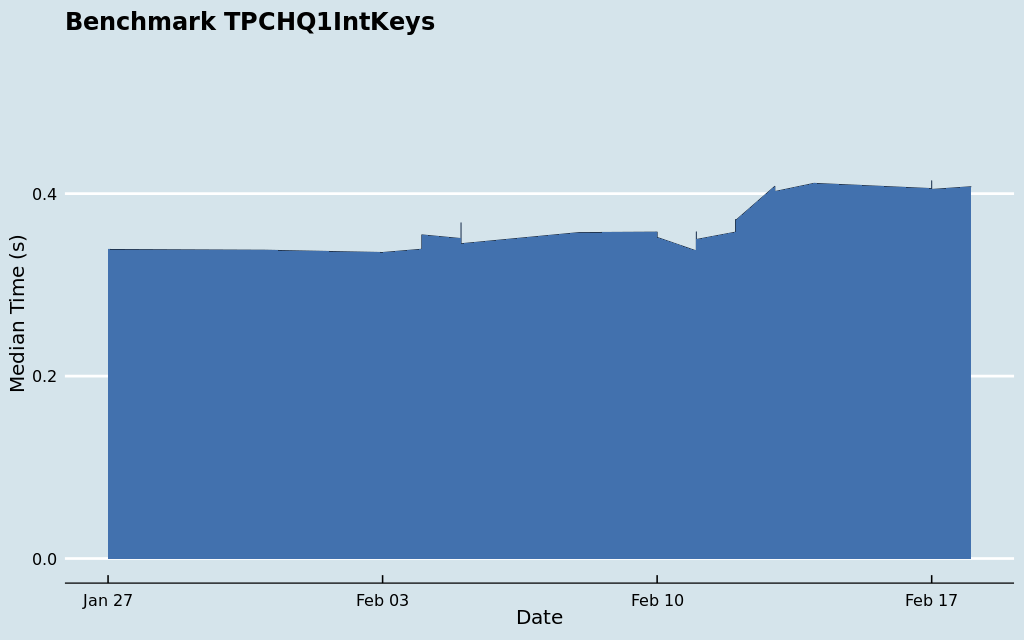 Benchmark TPCHQ1IntKeys
Median Time (s)
0.4
0.2
0.0
Jan 27 Feb 03 Feb 10 Feb 17
Date